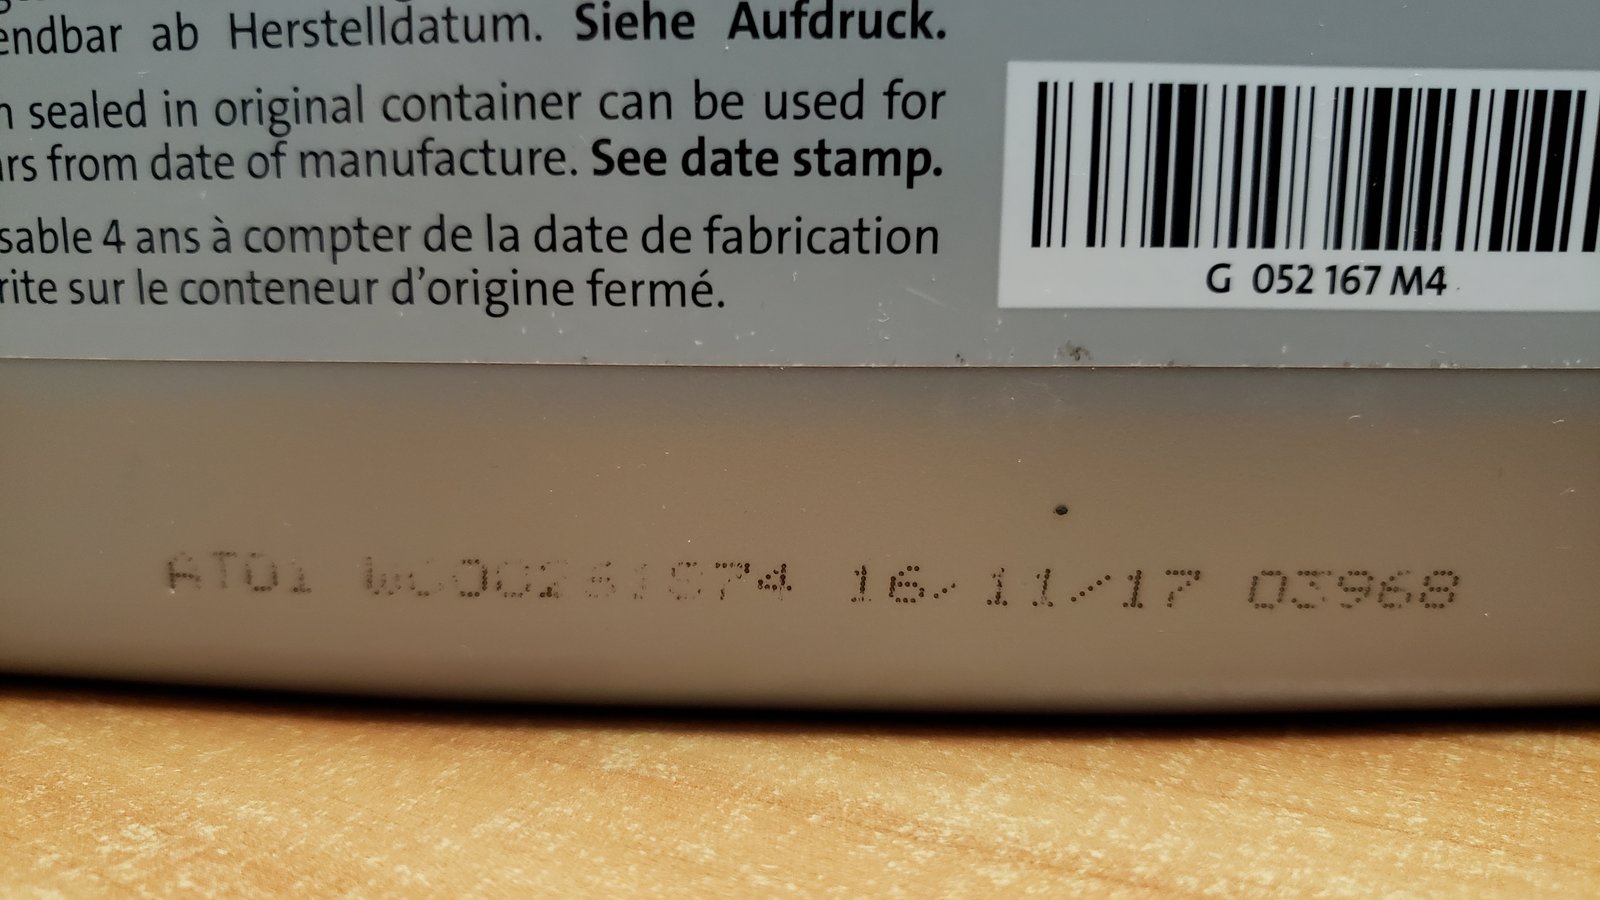 endbar ab Herstelldatum. Siehe Aufdruck.
sealed in original container can be used for
from date of manufacture. See date stamp.
sable 4 ans à compter de la date de fabrication
rite sur le conteneur d'origine fermé.
G 052 167 M4
AT01 16/11/17 03968